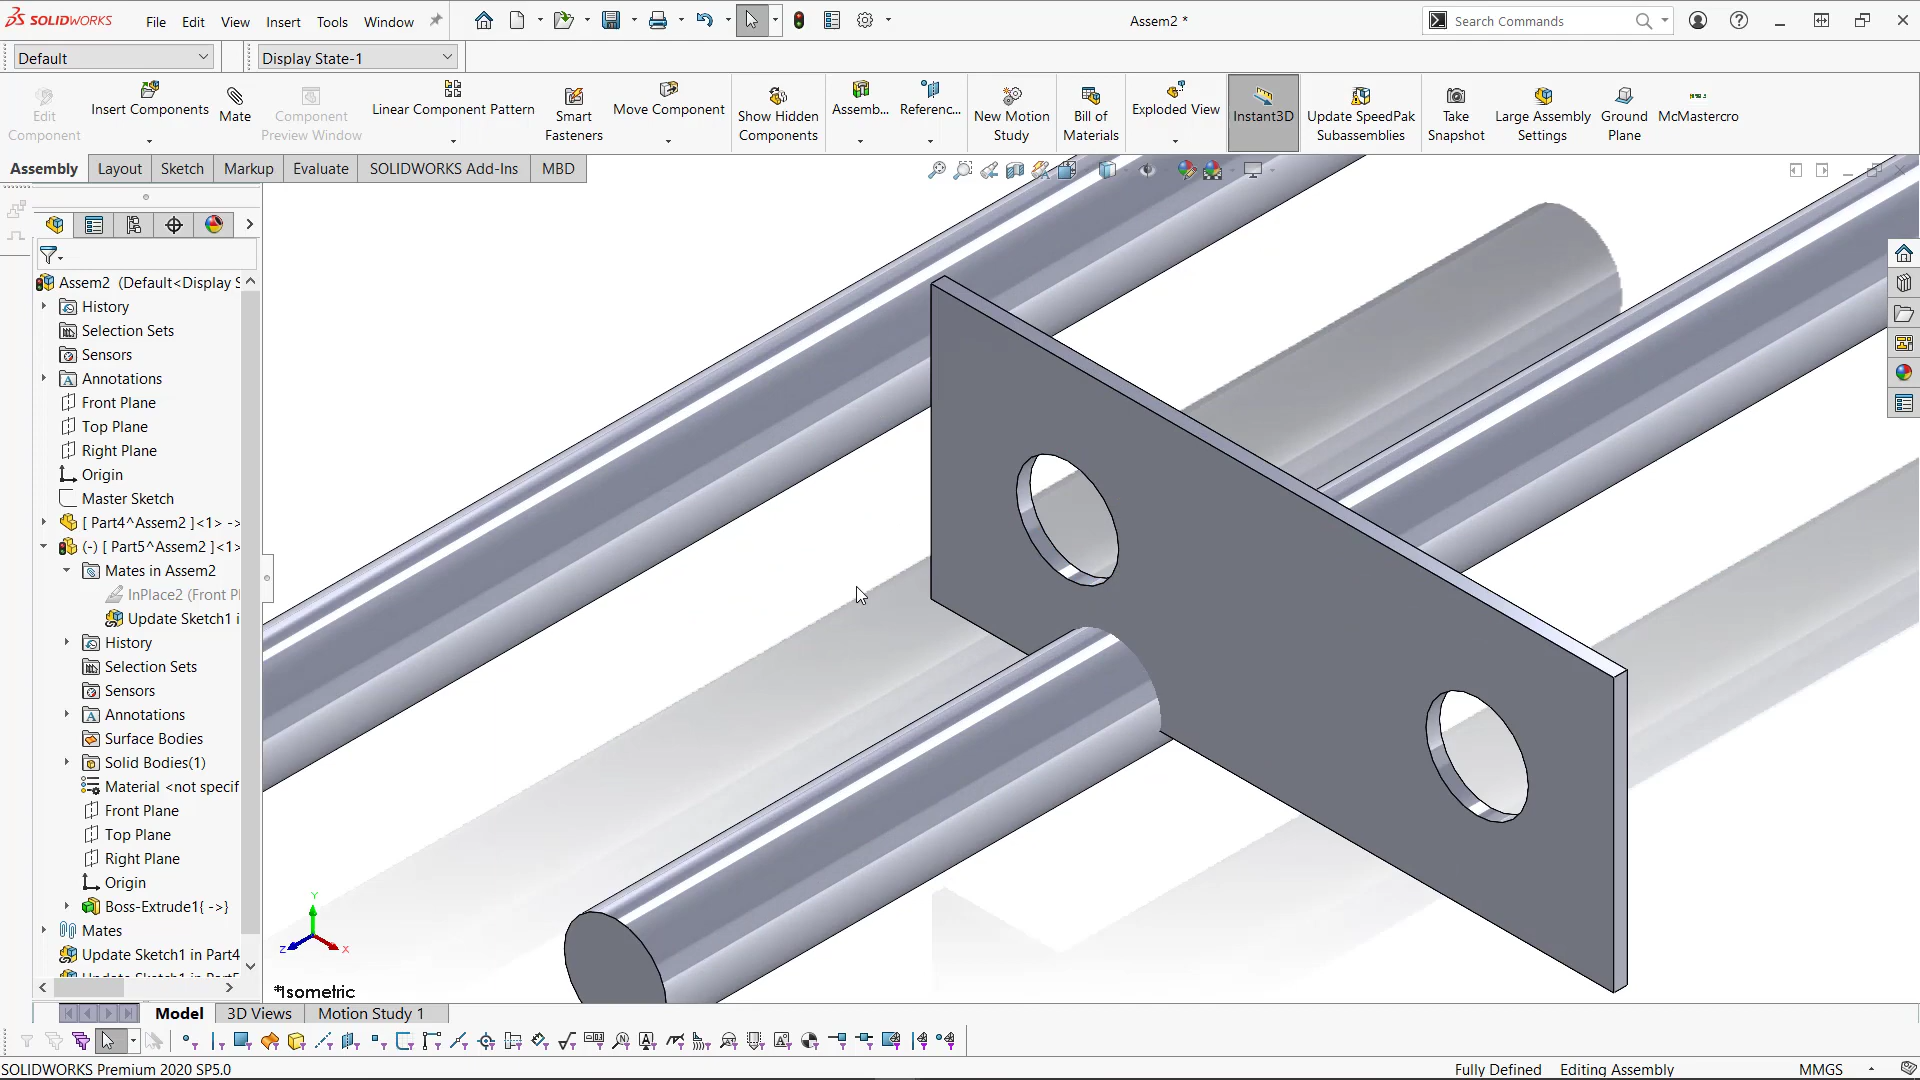 SOLIDWORKS File Edit View Insert Tools Window Assem2 * Search Commands
Default Display State-1
Edit Component
Insert Components
Mate
Component Preview Window
Linear Component Pattern
Smart Fasteners
Move Component
Show Hidden Components
Assemb...
Referenc...
New Motion Study
Bill of Materials
Exploded View
Instant3D
Update SpeedPak Subassemblies
Take Snapshot
Large Assembly Settings
Ground Plane
McMastercro
Assembly Layout Sketch Markup Evaluate SOLIDWORKS Add-Ins MBD
Assem2 (Default<Display S
History
Selection Sets
Sensors
Annotations
Front Plane
Top Plane
Right Plane
Origin
Master Sketch
[ Part4^Assem2 ]<1> ->
(-) [ Part5^Assem2 ]<1>
Mates in Assem2
InPlace2 (Front Pl
Update Sketch1 i
History
Selection Sets
Sensors
Annotations
Surface Bodies
Solid Bodies(1)
Material <not specif
Front Plane
Top Plane
Right Plane
Origin
Boss-Extrude1{ ->}
Mates
Update Sketch1 in Part4
Y
Z X
*Isometric
Model 3D Views Motion Study 1
SOLIDWORKS Premium 2020 SP5.0 Fully Defined Editing Assembly MMGS